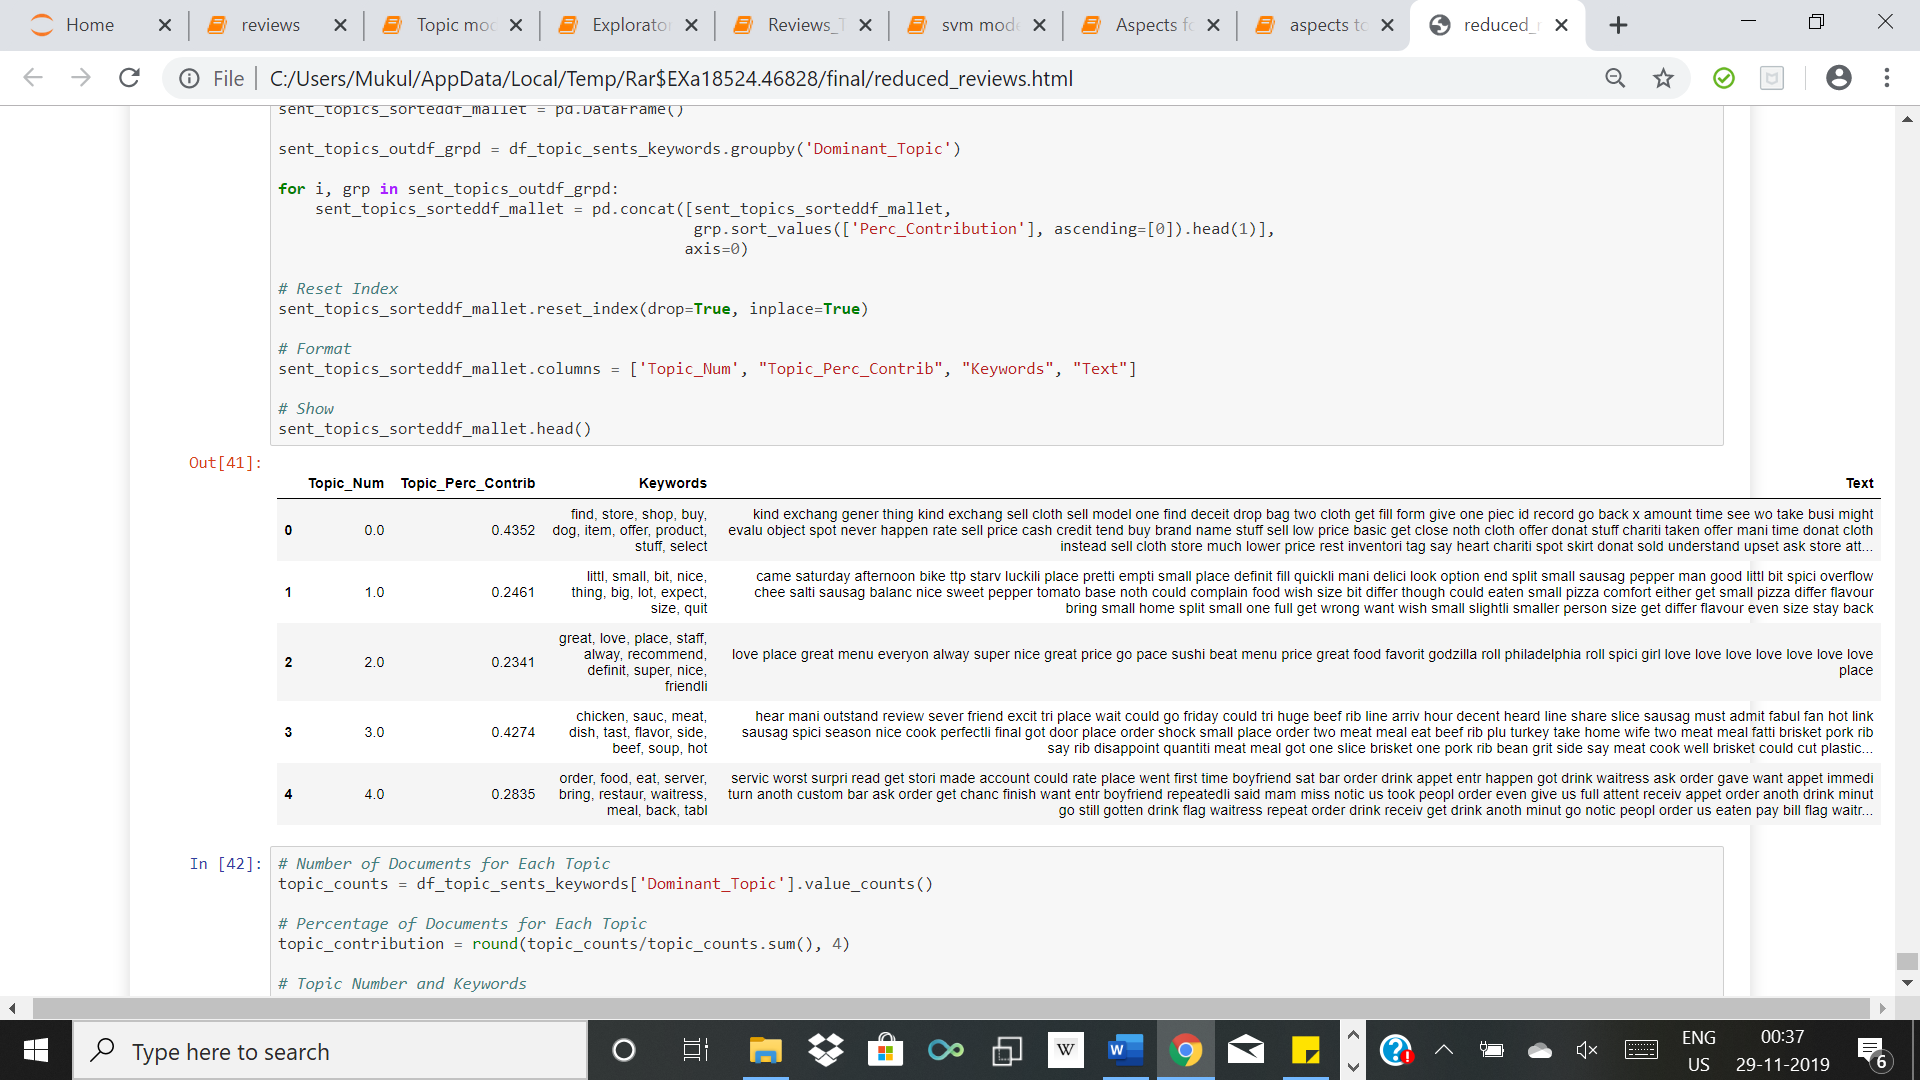 Home
reviews
Topic mo
Explorato
Reviews_
svm mod
Aspects f
aspects to
reduced_
File
C:/Users/Mukul/AppData/Local/Temp/Rar$EXa18524.46828/final/reduced_reviews.html
sent_topics_sorteddf_mallet = pd.DataFrame()
sent_topics_outdf_grpd = df_topic_sents_keywords.groupby('Dominant_Topic')
for i, grp in sent_topics_outdf_grpd:
sent_topics_sorteddf_mallet = pd.concat([sent_topics_sorteddf_mallet,
grp.sort_values(['Perc_Contribution'], ascending=[0]).head(1)],
axis=0)
# Reset Index
sent_topics_sorteddf_mallet.reset_index(drop=True, inplace=True)
# Format
sent_topics_sorteddf_mallet.columns = ['Topic_Num', "Topic_Perc_Contrib", "Keywords", "Text"]
# Show
sent_topics_sorteddf_mallet.head()
Out[41]:
Topic_Num Topic_Perc_Contrib Keywords Text
0 0.0 0.4352
find, store, shop, buy,
dog, item, offer, product,
stuff, select
kind exchang gener thing kind exchang sell cloth sell model one find deceit drop bag two cloth get fill form give one piec id record go back x amount time see wo take busi might
evalu object spot never happen rate sell price cash credit tend buy brand name stuff sell low price basic get close noth cloth offer donat stuff chariti taken offer mani time donat cloth
instead sell cloth store much lower price rest inventori tag say heart chariti spot skirt donat sold understand upset ask store att...
1 1.0 0.2461
littl, small, bit, nice,
thing, big, lot, expect,
size, quit
came saturday afternoon bike ttp starv luckili place pretti empti small place definit fill quickli mani delici look option end split small sausag pepper man good littl bit spici overflow
chee salti sausag balanc nice sweet pepper tomato base noth could complain food wish size bit differ though could eaten small pizza comfort either get small pizza differ flavour
bring small home split small one full get wrong want wish small slightli smaller person size get differ flavour even size stay back
2 2.0 0.2341
great, love, place, staff,
alway, recommend,
definit, super, nice,
friendli
love place great menu everyon alway super nice great price go pace sushi beat menu price great food favorit godzilla roll philadelphia roll spici girl love love love love love love love
place
3 3.0 0.4274
chicken, sauc, meat,
dish, tast, flavor, side,
beef, soup, hot
hear mani outstand review sever friend excit tri place wait could go friday could tri huge beef rib line arriv hour decent heard line share slice sausag must admit fabul fan hot link
sausag spici season nice cook perfectli final got door place order shock small place order two meat meal eat beef rib plu turkey take home wife two meat meal fatti brisket pork rib
say rib disappoint quantiti meat meal got one slice brisket one pork rib bean grit side say meat cook well brisket could cut plastic...
4 4.0 0.2835
order, food, eat, server,
bring, restaur, waitress,
meal, back, tabl
servic worst surpri read get stori made account could rate place went first time boyfriend sat bar order drink appet entr happen got drink waitress ask order gave want appet immedi
turn anoth custom bar ask order get chanc finish want entr boyfriend repeatedli said mam miss notic us took peopl order even give us full attent receiv appet order anoth drink minut
go still gotten drink flag waitress repeat order drink receiv get drink anoth minut go notic peopl order us eaten pay bill flag waitr...
In [42]:
# Number of Documents for Each Topic
topic_counts = df_topic_sents_keywords['Dominant_Topic'].value_counts()
# Percentage of Documents for Each Topic
topic_contribution = round(topic_counts/topic_counts.sum(), 4)
# Topic Number and Keywords
Type here to search
W
W
ENG
US
00:37
29-11-2019
6